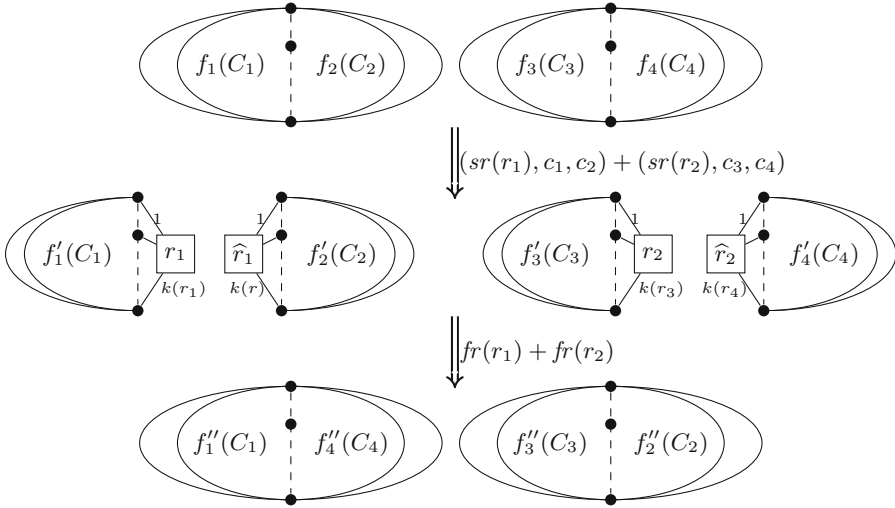 f₁(C₁) f₂(C₂) f₃(C₃) f₄(C₄)
(sr(r₁), c₁, c₂) + (sr(r₂), c₃, c₄)
1 1 1 1
f′₁(C₁) r₁ r̂₁ f′₂(C₂) f′₃(C₃) r₂ r̂₂ f′₄(C₄)
k(r₁) k(r) k(r₃) k(r₄)
fr(r₁) + fr(r₂)
f″₁(C₁) f″₄(C₄) f″₃(C₃) f″₂(C₂)